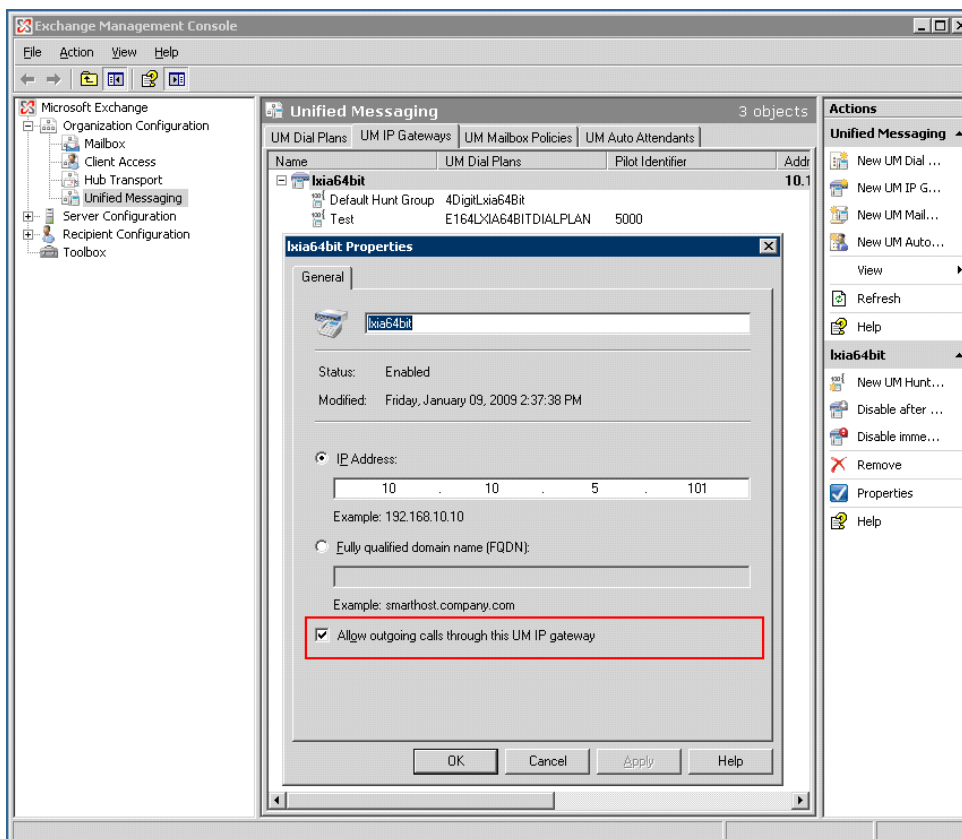 Exchange Management Console
File Action View Help
Microsoft Exchange
Organization Configuration
Mailbox
Client Access
Hub Transport
Unified Messaging
Server Configuration
Recipient Configuration
Toolbox
Unified Messaging 3 objects
UM Dial Plans UM IP Gateways UM Mailbox Policies UM Auto Attendants
Name UM Dial Plans Pilot Identifier Addr
lxia64bit 10.1
Default Hunt Group 4DigitLxia64Bit
Test E164LXIA64BITDIALPLAN 5000
lxia64bit Properties
General
lxia64bit
Status: Enabled
Modified: Friday, January 09, 2009 2:37:38 PM
IP Address:
10 . 10 . 5 . 101
Example: 192.168.10.10
Fully qualified domain name (FQDN):
Example: smarthost.company.com
Allow outgoing calls through this UM IP gateway
OK Cancel Apply Help
Actions
Unified Messaging
New UM Dial ...
New UM IP G...
New UM Mail...
New UM Auto...
View
Refresh
Help
lxia64bit
New UM Hunt...
Disable after ...
Disable imme...
Remove
Properties
Help